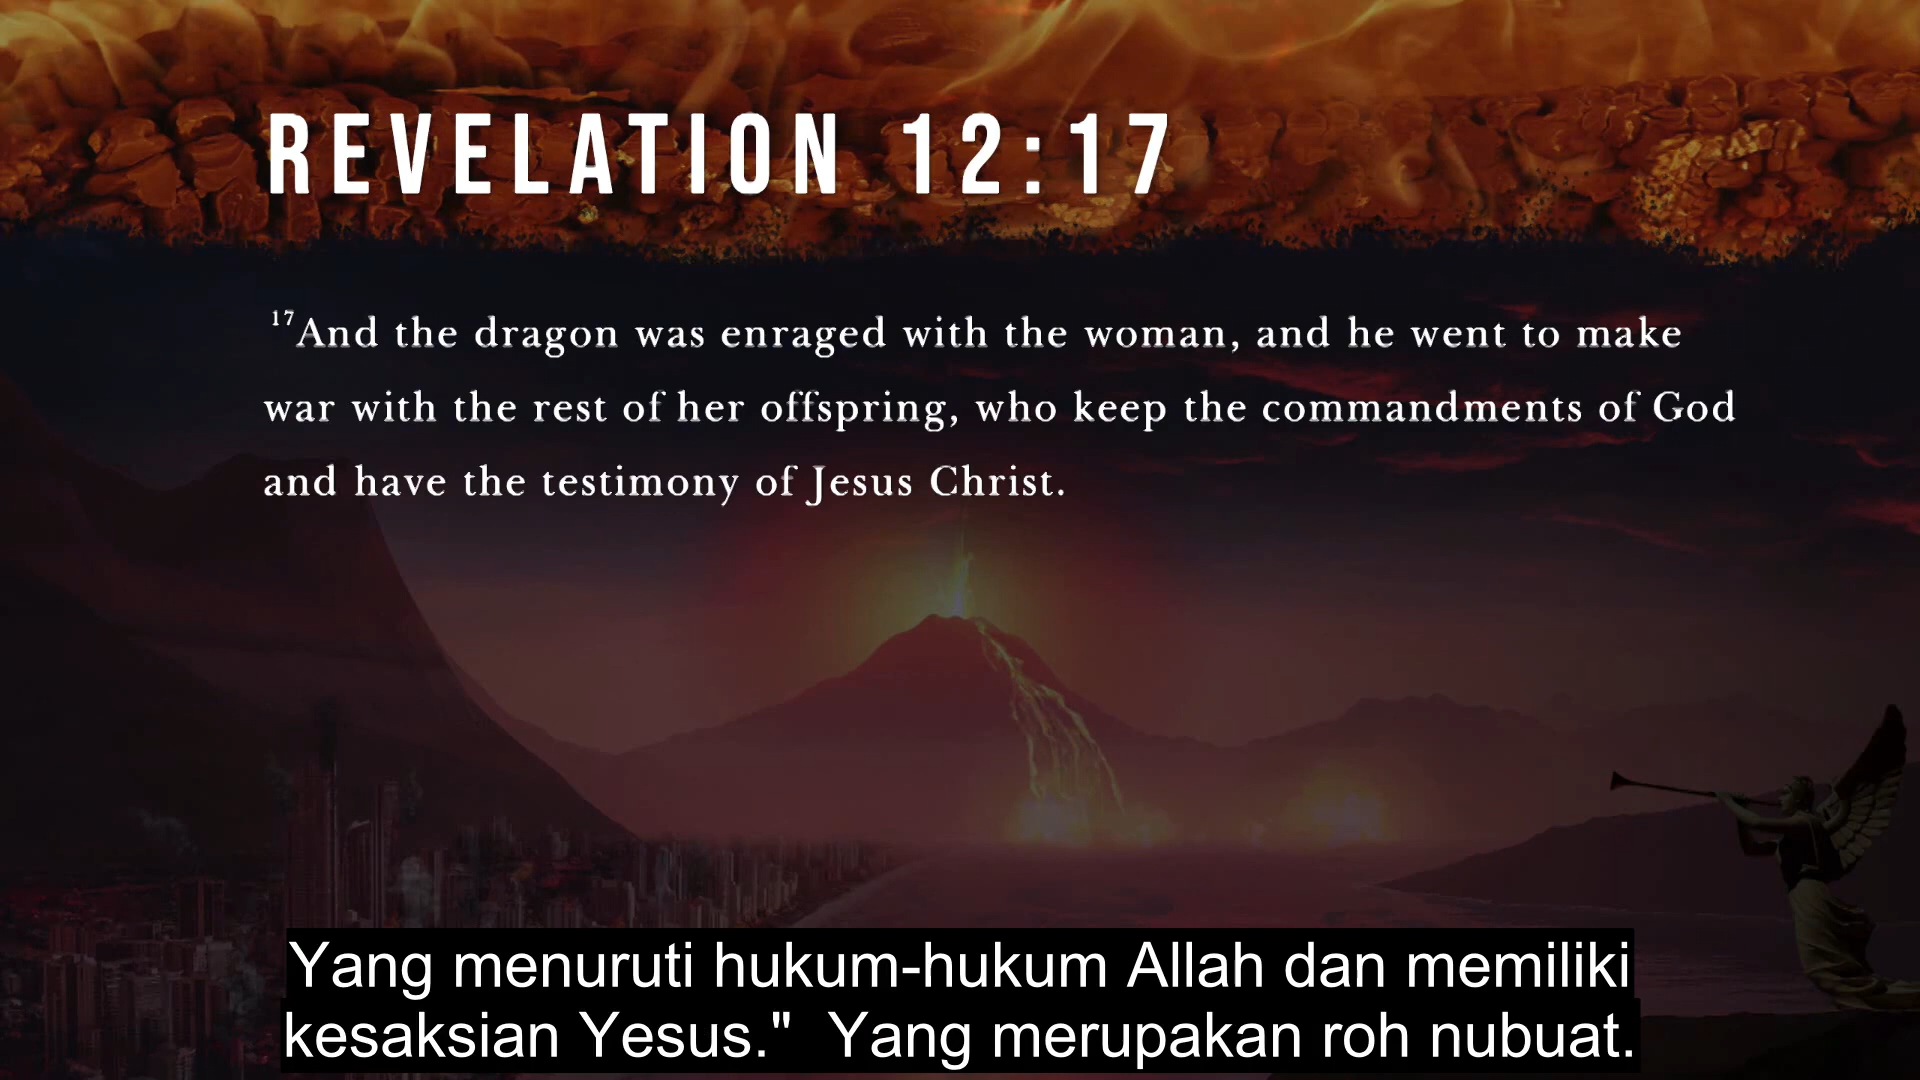 REVELATION 12:17
17And the dragon was enraged with the woman, and he went to make
war with the rest of her offspring, who keep the commandments of God
and have the testimony of Jesus Christ.
Yang menuruti hukum-hukum Allah dan memiliki
kesaksian Yesus."  Yang merupakan roh nubuat.